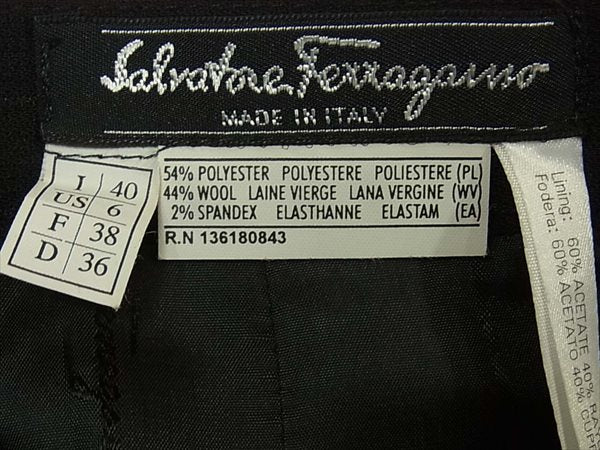 Salvatore Ferragamo
MADE IN ITALY
I 40
US 6
F 38
D 36
54% POLYESTER POLYESTERE POLIESTERE (PL)
44% WOOL LAINE VIERGE LANA VERGINE (WV)
2% SPANDEX ELASTHANNE ELASTAM (EA)
R.N 136180843
Lining:
Fodera:
60% ACETATE 40%
60% ACETATO 40%